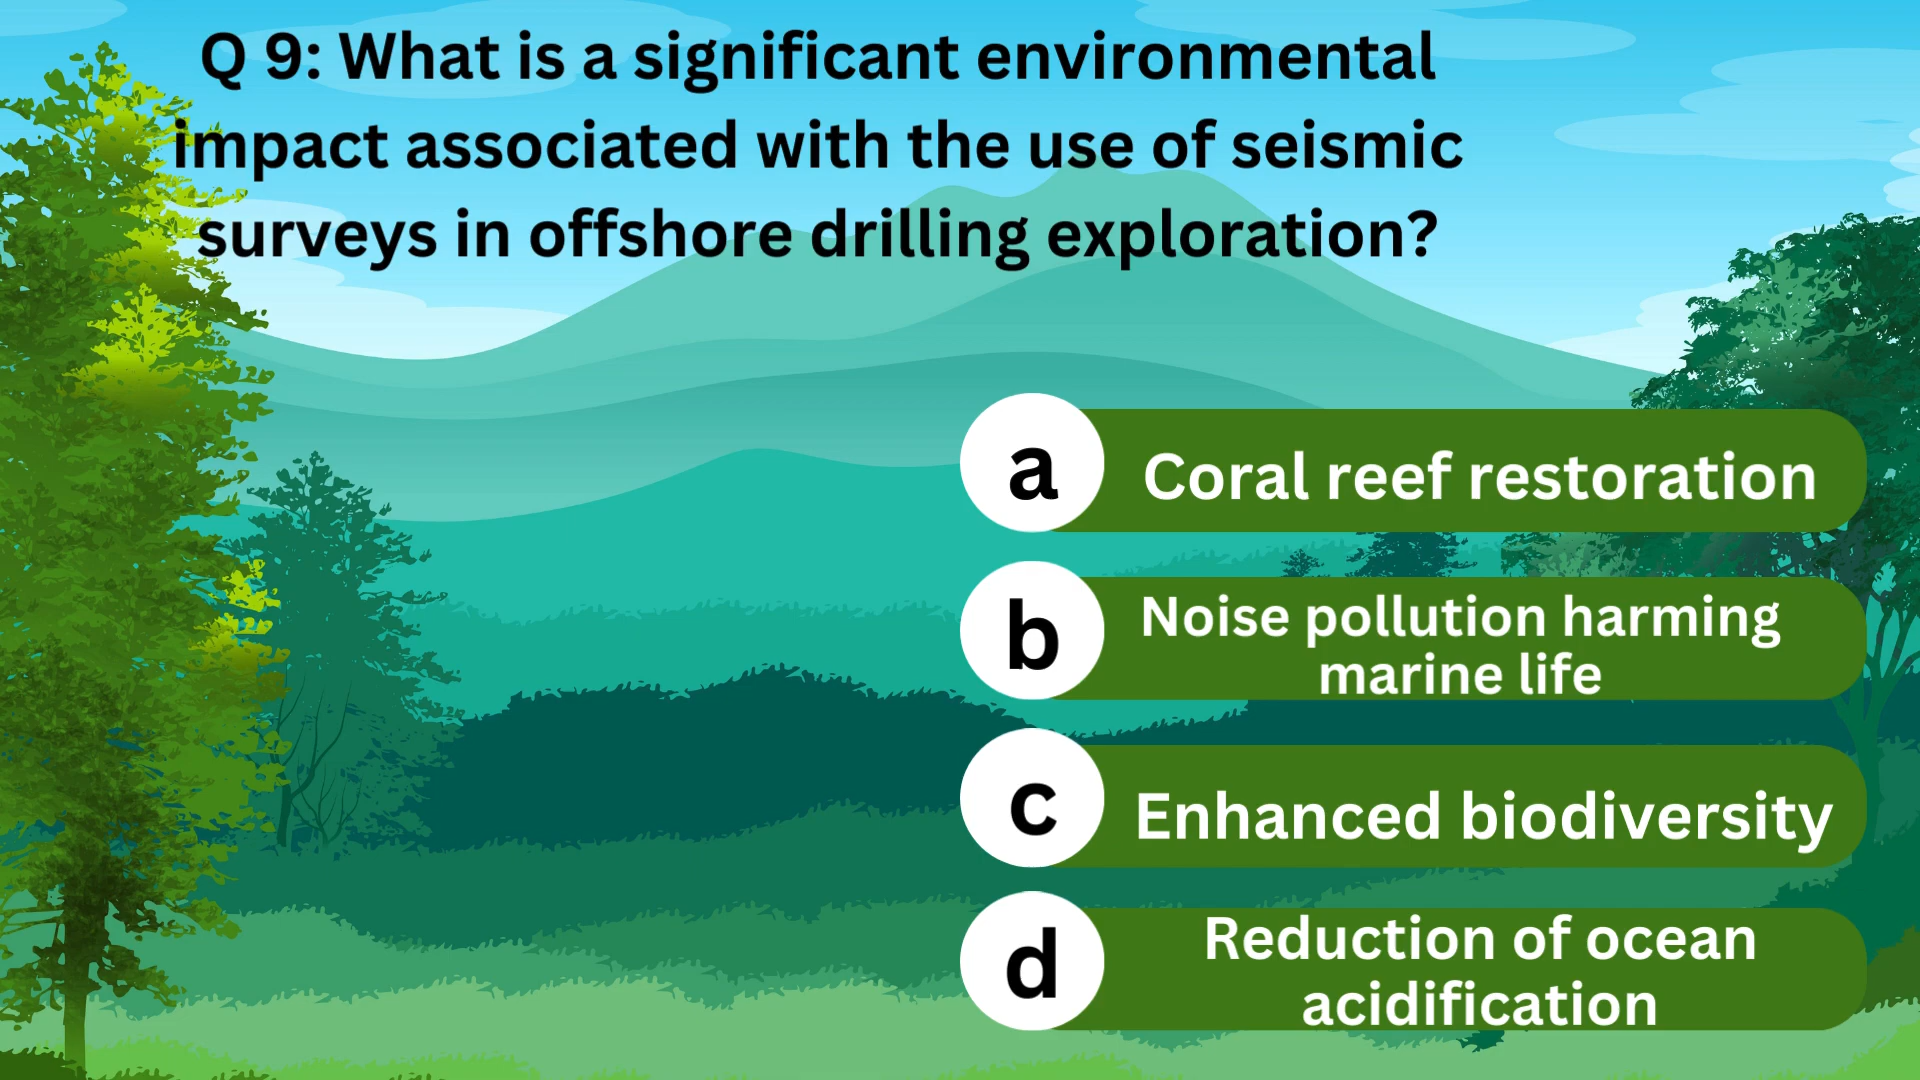 Q 9: What is a significant environmental
impact associated with the use of seismic
surveys in offshore drilling exploration?
a Coral reef restoration
b Noise pollution harming
marine life
c Enhanced biodiversity
d Reduction of ocean
acidification